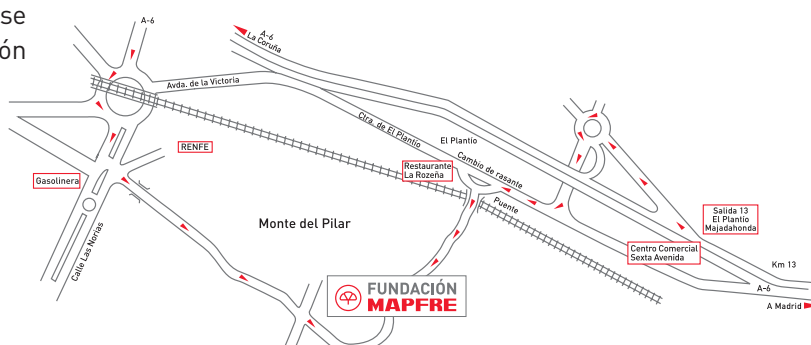 se
ón
A-6
A-6
La Coruña
Avda. de la Victoria
Ctra. de El Plantío
El Plantío
Cambio de rasante
RENFE
Restaurante
La Rozeña
Gasolinera
Puente
Salida 13
El Plantío
Majadahonda
Monte del Pilar
Calle Las Norias
Centro Comercial
Sexta Avenida
Km 13
FUNDACIÓN
MAPFRE
A-6
A Madrid